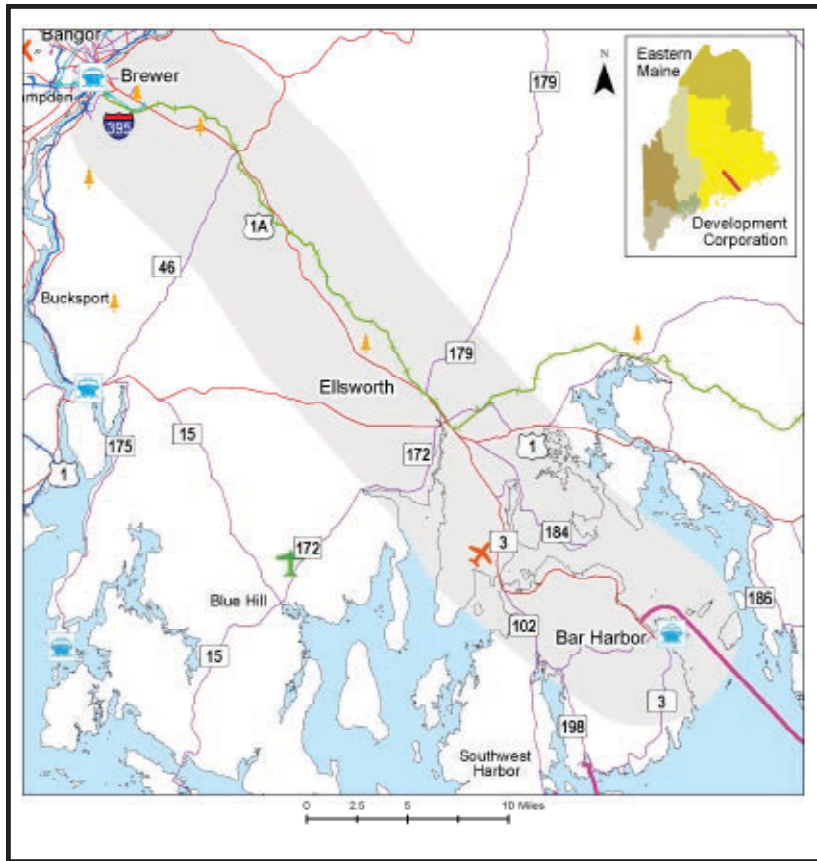 Bangor
Brewer
ampden
395
179
N
Eastern
Maine
Development
Corporation
1A
46
Bucksport
179
Ellsworth
15
175
1
172
1
172
184
3
Blue Hill
186
102
Bar Harbor
15
3
198
Southwest
Harbor
0 2.5 5 10 Miles